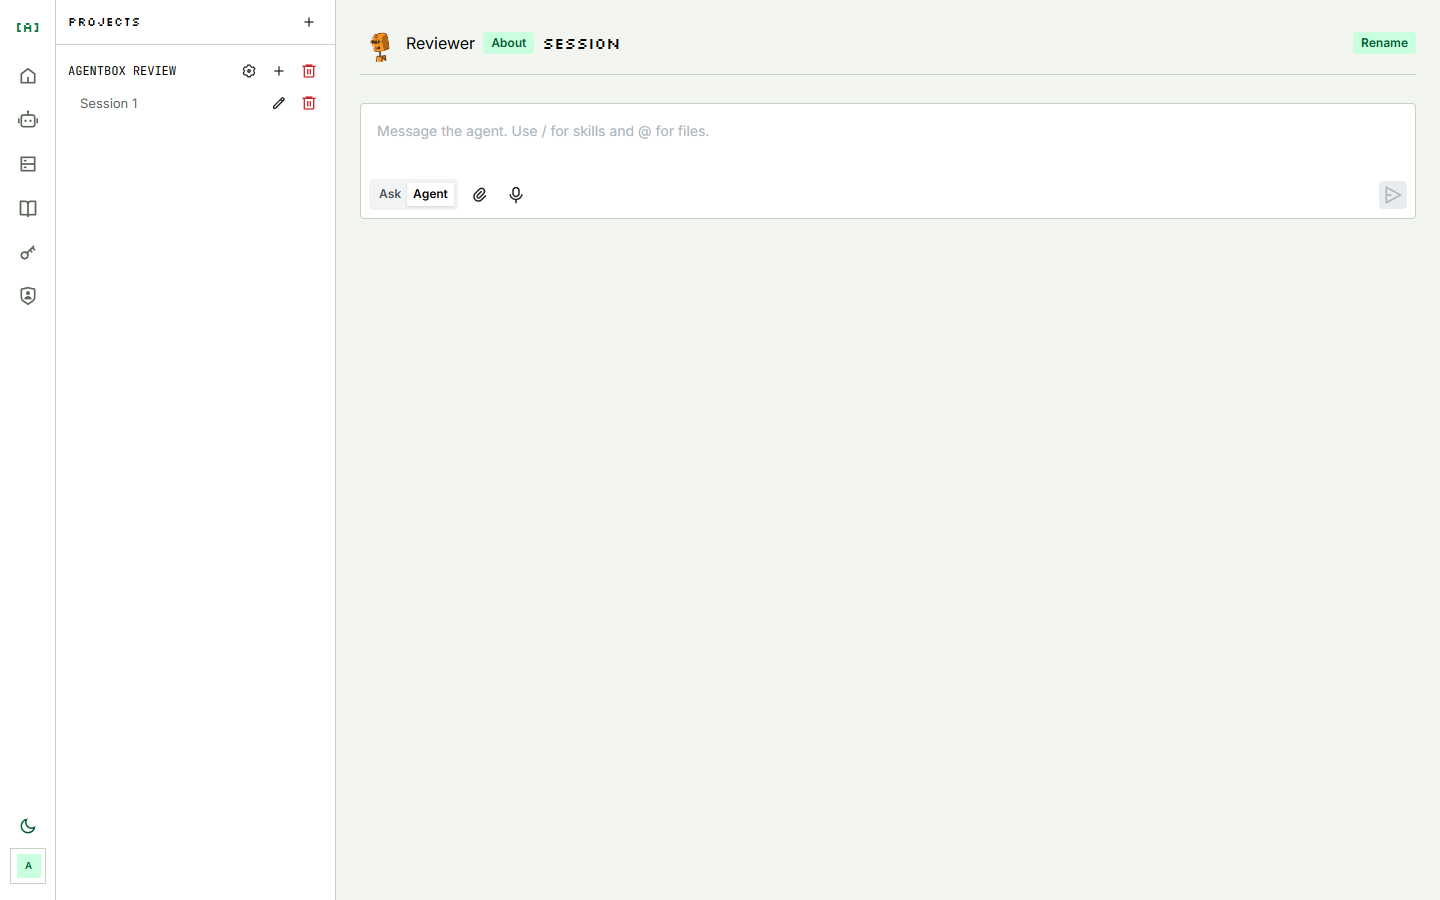 [A]
PROJECTS
AGENTBOX REVIEW
Session 1
Reviewer About SESSION
Rename
Message the agent. Use / for skills and @ for files.
Ask Agent
A